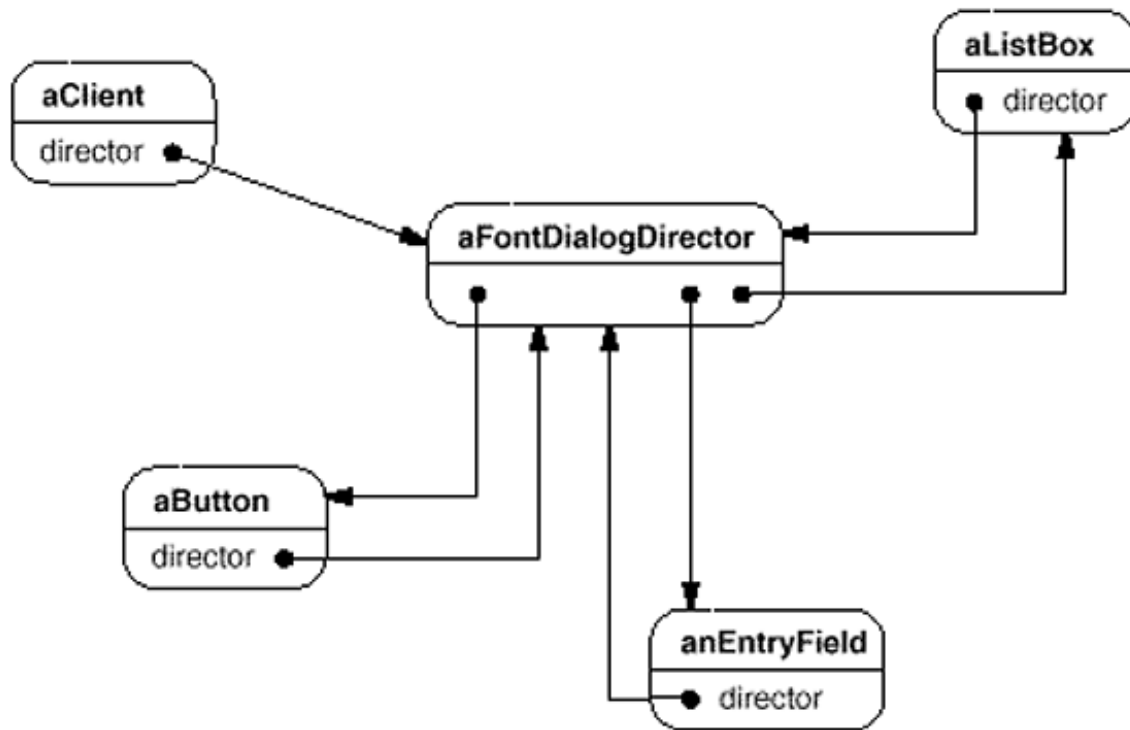 aListBox
director
aClient
director
aFontDialogDirector
aButton
director
anEntryField
director